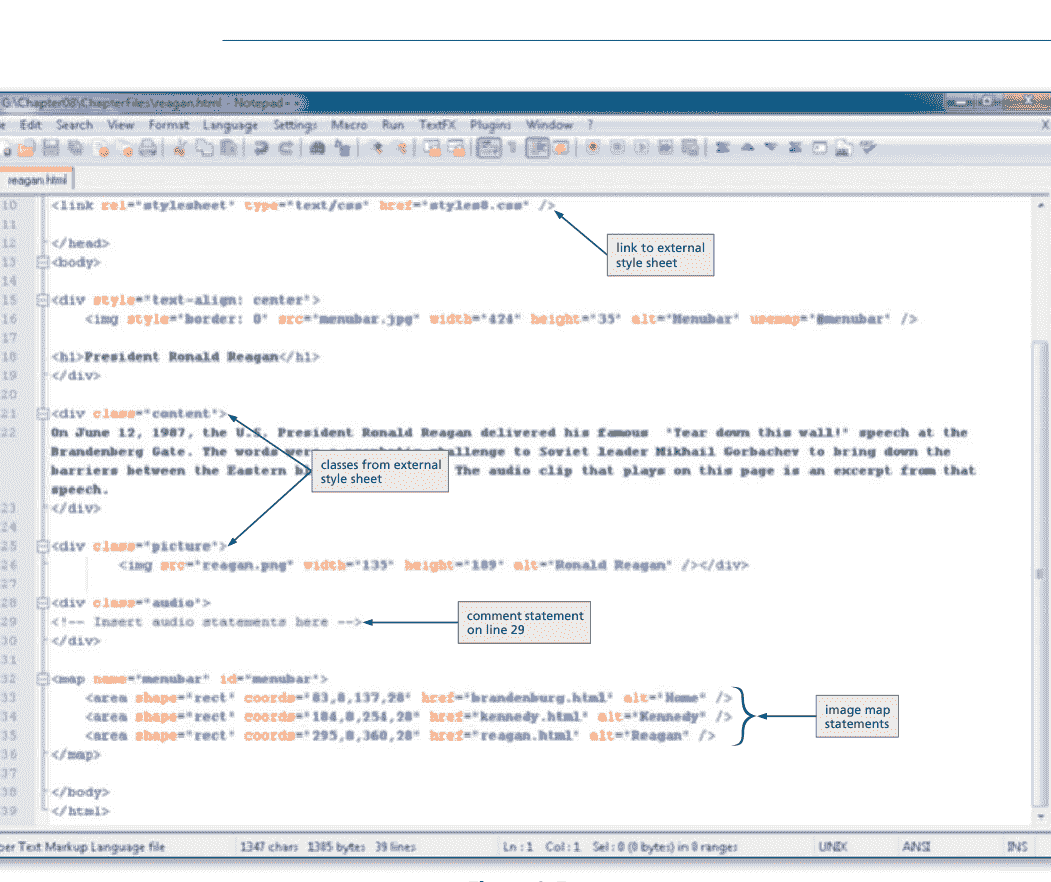 G:\Chapter08\ChapterFiles\reagan.html - Notepad++
Edit Search View Format Language Settings Macro Run TextFX Plugins Window ? X
reagan.html
10 <link rel="stylesheet" type="text/css" href="styles8.css" />
11
12 </head>
link to external
style sheet
13 <body>
14
15 <div style="text-align: center">
16 <img style="border: 0" src="menubar.jpg" width="424" height="35" alt="Menubar" usemap="#menubar" />
17
18 <h1>President Ronald Reagan</h1>
19 </div>
20
21 <div class="content">
22 On June 12, 1987, the U.S. President Ronald Reagan delivered his famous "Tear down this wall!" speech at the
Brandenberg Gate. The words were a challenge to Soviet leader Mikhail Gorbachev to bring down the
barriers between the Eastern The audio clip that plays on this page is an excerpt from that
speech.
classes from external
style sheet
23 </div>
24
25 <div class="picture">
26 <img src="reagan.png" width="135" height="189" alt="Ronald Reagan" /></div>
27
28 <div class="audio">
29 <!-- Insert audio statements here -->
comment statement
on line 29
30 </div>
31
32 <map name="menubar" id="menubar">
33 <area shape="rect" coords="83,8,137,28" href="brandenburg.html" alt="Home" />
34 <area shape="rect" coords="184,8,254,28" href="kennedy.html" alt="Kennedy" />
35 <area shape="rect" coords="295,8,360,28" href="reagan.html" alt="Reagan" />
image map
statements
36 </map>
37
38 </body>
39 </html>
per Text Markup Language file 1347 chars 1385 bytes 39 lines Ln : 1 Col : 1 Sel : 0 (0 bytes) in 0 ranges UNIX ANSI INS